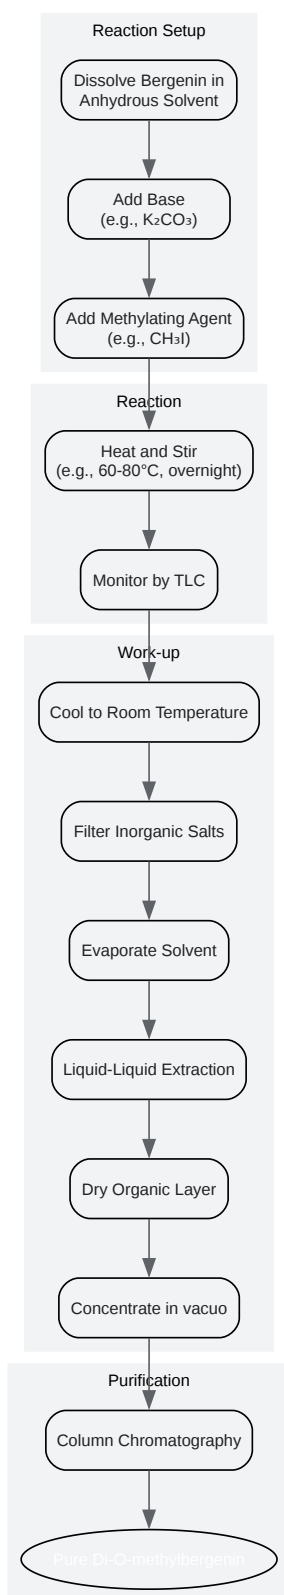 Reaction Setup
Dissolve Bergenin in
Anhydrous Solvent
Add Base
(e.g., K₂CO₃)
Add Methylating Agent
(e.g., CH₃I)
Reaction
Heat and Stir
(e.g., 60-80°C, overnight)
Monitor by TLC
Work-up
Cool to Room Temperature
Filter Inorganic Salts
Evaporate Solvent
Liquid-Liquid Extraction
Dry Organic Layer
Concentrate in vacuo
Purification
Column Chromatography
Pure Di-O-methylbergenin